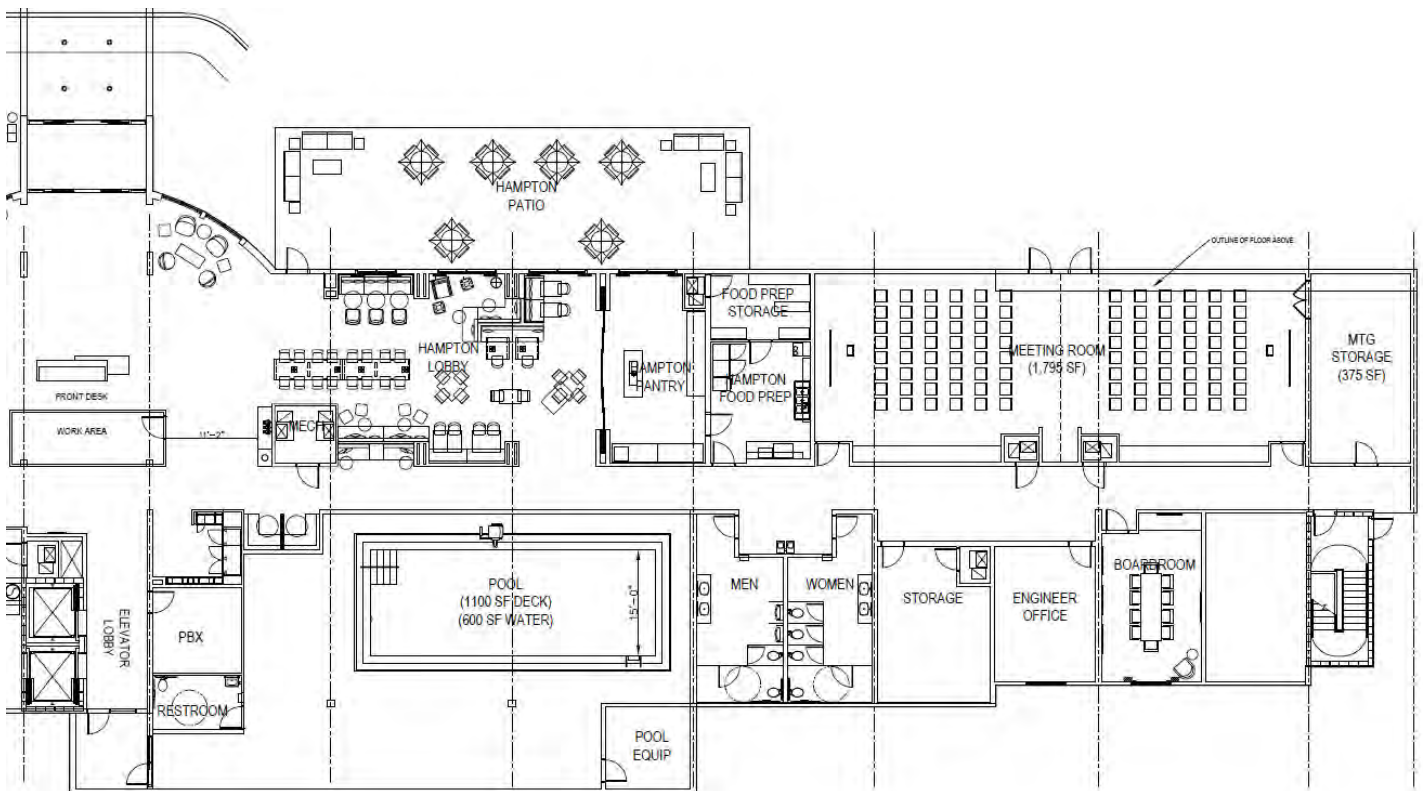 HAMPTON
PATIO
OUTLINE OF FLOOR ABOVE
FOOD PREP
STORAGE
HAMPTON
LOBBY
HAMPTON
PANTRY
HAMPTON
FOOD PREP
MEETING ROOM
(1,795 SF)
MTG
STORAGE
(375 SF)
FRONT DESK
WORK AREA
MECH
ELEVATOR
LOBBY
PBX
RESTROOM
POOL
(1100 SF DECK)
(600 SF WATER)
15'-0"
MEN
WOMEN
STORAGE
ENGINEER
OFFICE
BOARDROOM
POOL
EQUIP